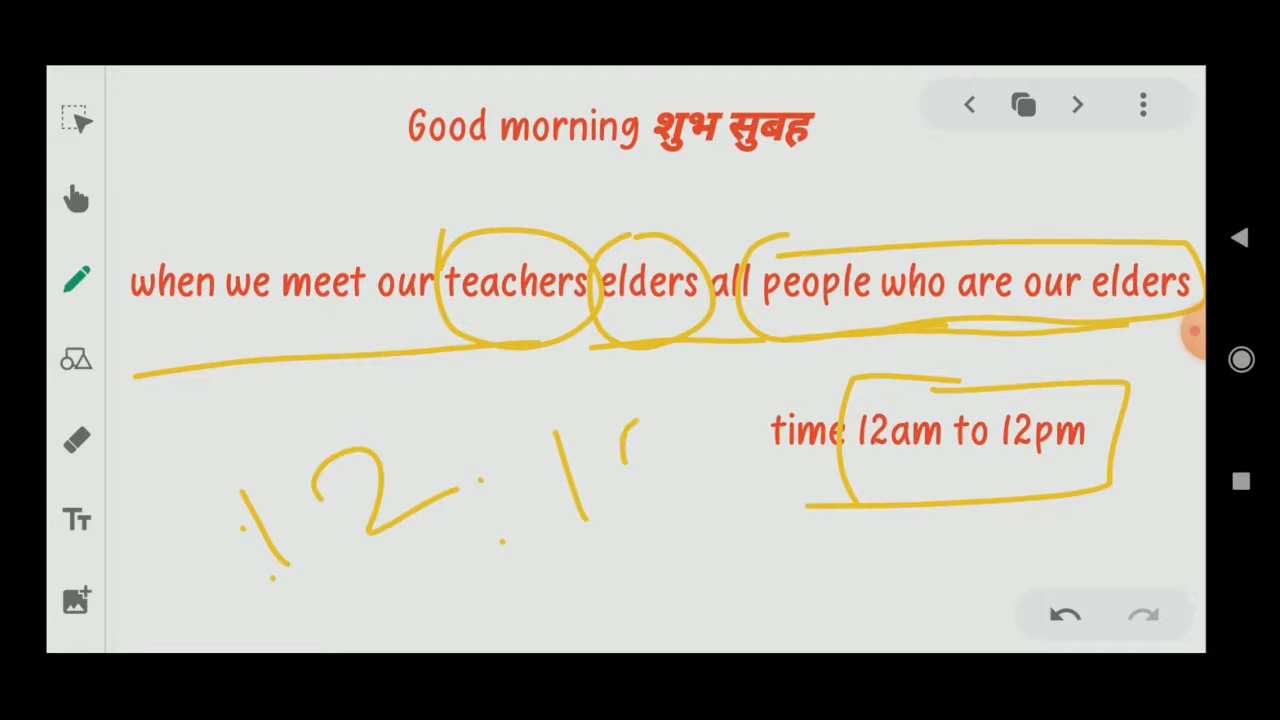 Good morning शुभ सुबह
when we meet our teachers elders all people who are our elders
time 12am to 12pm
12:1